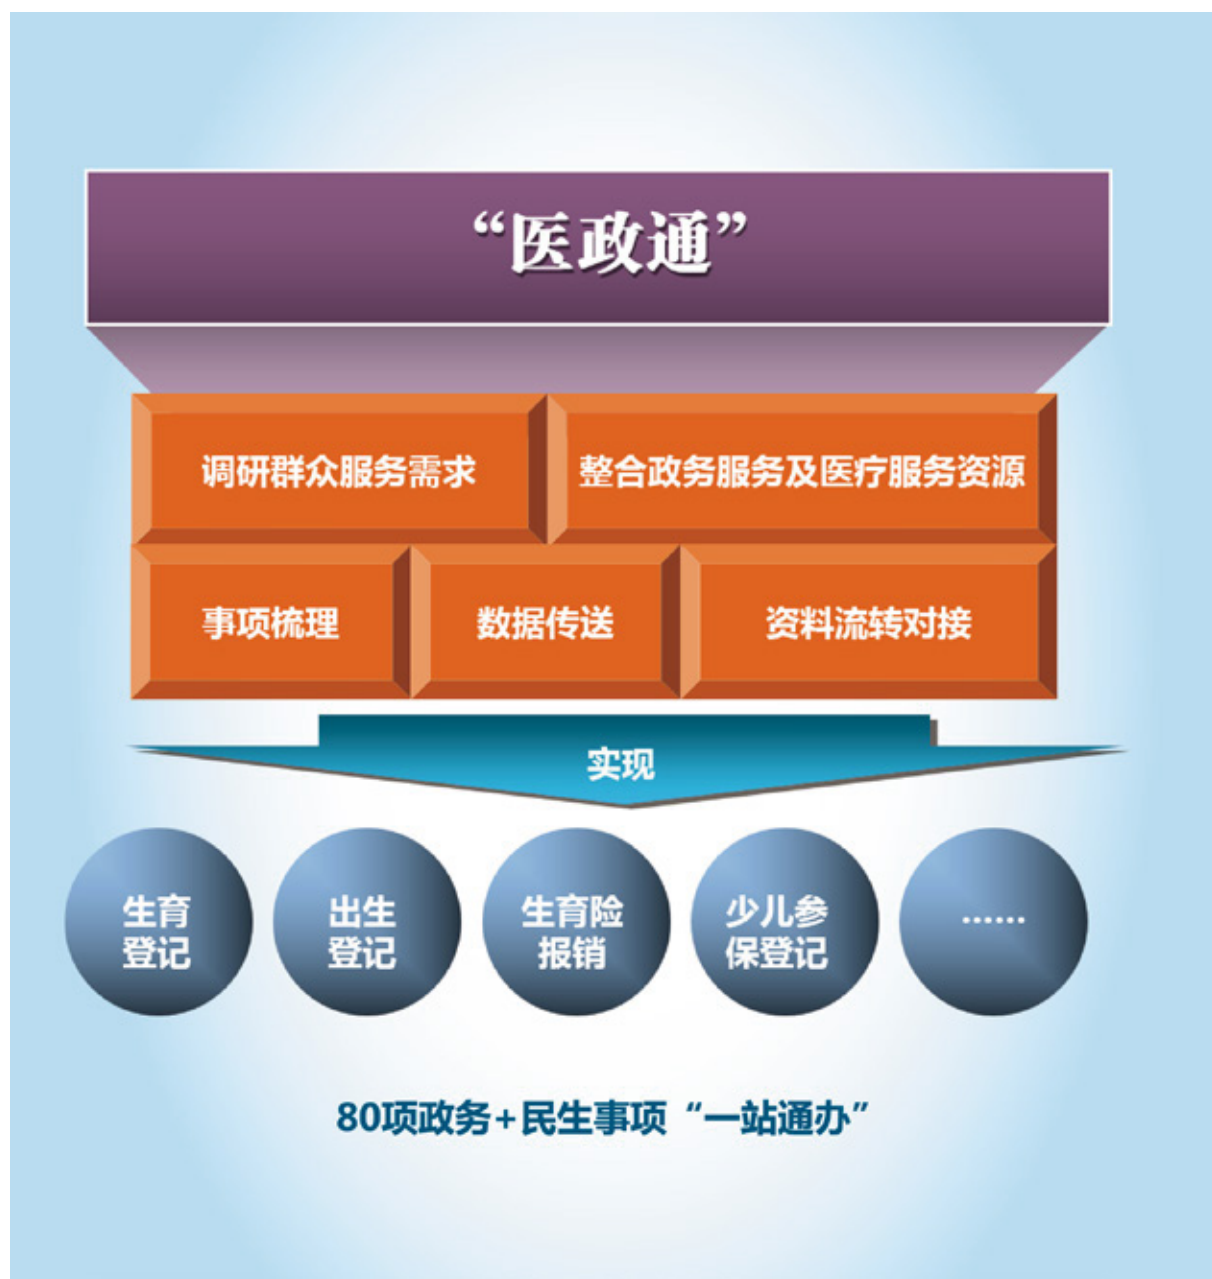 “医政通”
调研群众服务需求
整合政务服务及医疗服务资源
事项梳理
数据传送
资料流转对接
实现
生育
登记
出生
登记
生育险
报销
少儿参
保登记
……
80项政务+民生事项“一站通办”